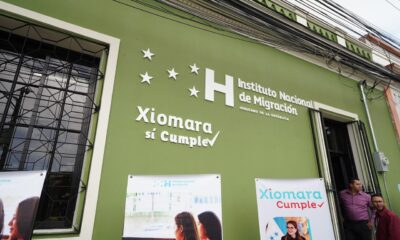 H Instituto Nacional
de Migración
Xiomara
sí Cumple
Xiomara
Cumple